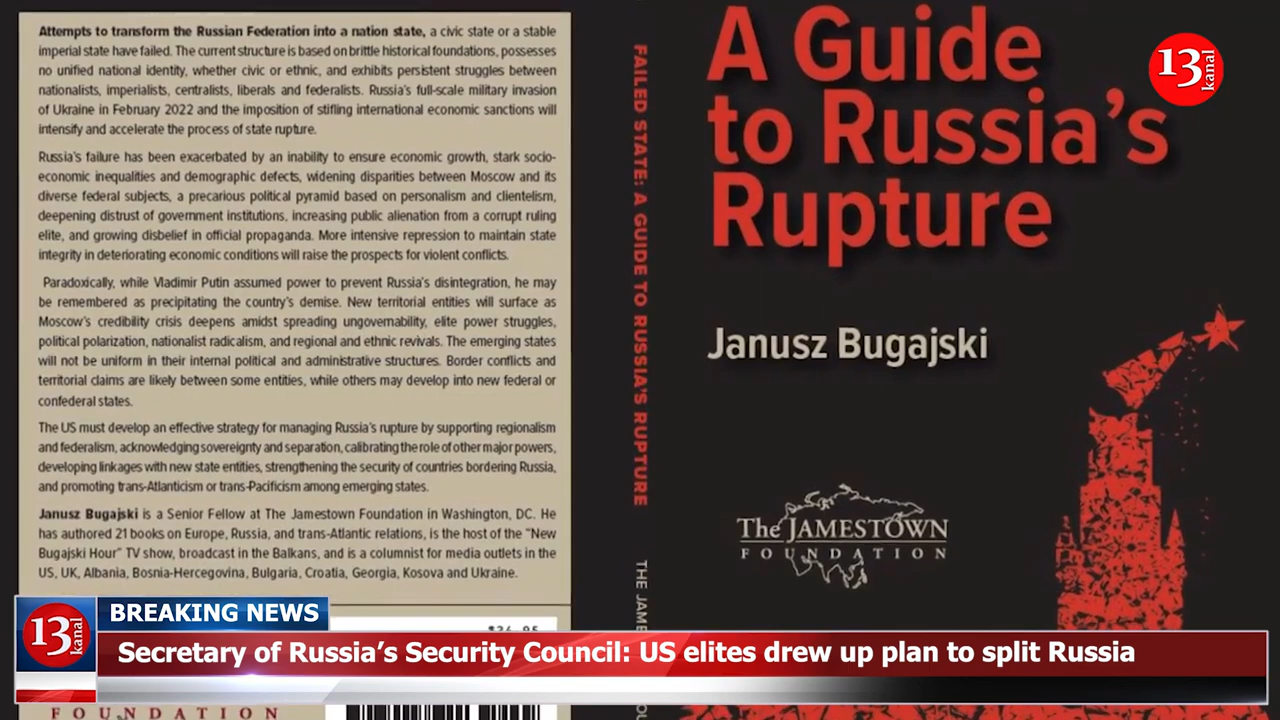 Attempts to transform the Russian Federation into a nation state, a civic state or a stable
imperial state have failed. The current structure is based on brittle historical foundations, possesses
no unified national identity, whether civic or ethnic, and exhibits persistent struggles between
nationalists, imperialists, centralists, liberals and federalists. Russia's full-scale military invasion
of Ukraine in February 2022 and the imposition of stifling international economic sanctions will
intensify and accelerate the process of state rupture.
Russia's failure has been exacerbated by an inability to ensure economic growth, stark socio-
economic inequalities and demographic defects, widening disparities between Moscow and its
diverse federal subjects, a precarious political pyramid based on personalism and clientelism,
deepening distrust of government institutions, increasing public alienation from a corrupt ruling
elite, and growing disbelief in official propaganda. More intensive repression to maintain state
integrity in deteriorating economic conditions will raise the prospects for violent conflicts.
Paradoxically, while Vladimir Putin assumed power to prevent Russia's disintegration, he may
be remembered as precipitating the country's demise. New territorial entities will surface as
Moscow's credibility crisis deepens amidst spreading ungovernability, elite power struggles,
political polarization, nationalist radicalism, and regional and ethnic revivals. The emerging states
will not be uniform in their internal political and administrative structures. Border conflicts and
territorial claims are likely between some entities, while others may develop into new federal or
confederal states.
The US must develop an effective strategy for managing Russia's rupture by supporting regionalism
and federalism, acknowledging sovereignty and separation, calibrating the role of other major powers,
developing linkages with new state entities, strengthening the security of countries bordering Russia,
and promoting trans-Atlanticism or trans-Pacificism among emerging states.
Janusz Bugajski is a Senior Fellow at The Jamestown Foundation in Washington, DC. He
has authored 21 books on Europe, Russia, and trans-Atlantic relations, is the host of the "New
Bugajski Hour" TV show, broadcast in the Balkans, and is a columnist for media outlets in the
US, UK, Albania, Bosnia-Hercegovina, Bulgaria, Croatia, Georgia, Kosova and Ukraine.
FOUNDATION
FAILED STATE: A GUIDE TO RUSSIA'S RUPTURE
THE JAME
A Guide
to Russia's
Rupture
Janusz Bugajski
The JAMESTOWN
FOUNDATION
13 kanal
13 kanal
BREAKING NEWS
Secretary of Russia's Security Council: US elites drew up plan to split Russia